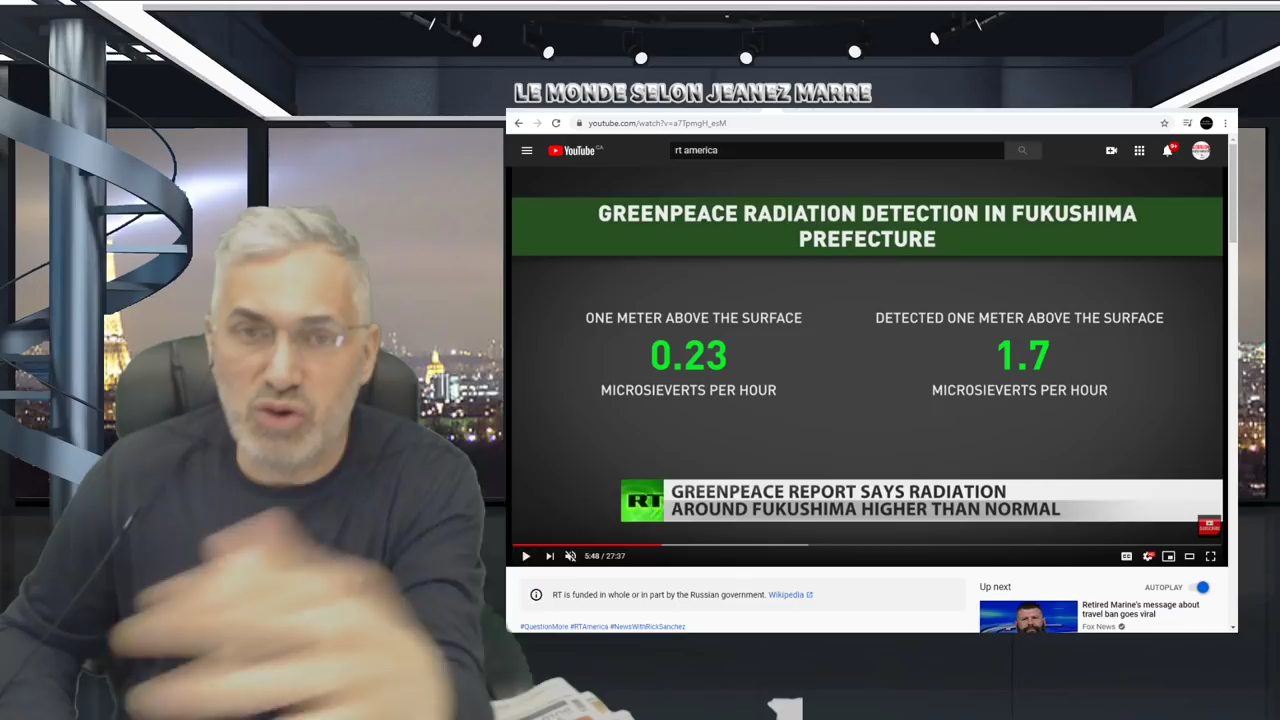 LE MONDE SELON JEANEZ MARRE
youtube.com/watch?v=a7TpmgH_esM
YouTube CA
rt america
9+
GREENPEACE RADIATION DETECTION IN FUKUSHIMA
PREFECTURE
ONE METER ABOVE THE SURFACE
0.23
MICROSIEVERTS PER HOUR
DETECTED ONE METER ABOVE THE SURFACE
1.7
MICROSIEVERTS PER HOUR
RT
GREENPEACE REPORT SAYS RADIATION
AROUND FUKUSHIMA HIGHER THAN NORMAL
5:48 / 27:37
RT is funded in whole or in part by the Russian government. Wikipedia
#QuestionMore #RTAmerica #NewsWithRickSanchez
Up next
AUTOPLAY
Retired Marine's message about
travel ban goes viral
Fox News